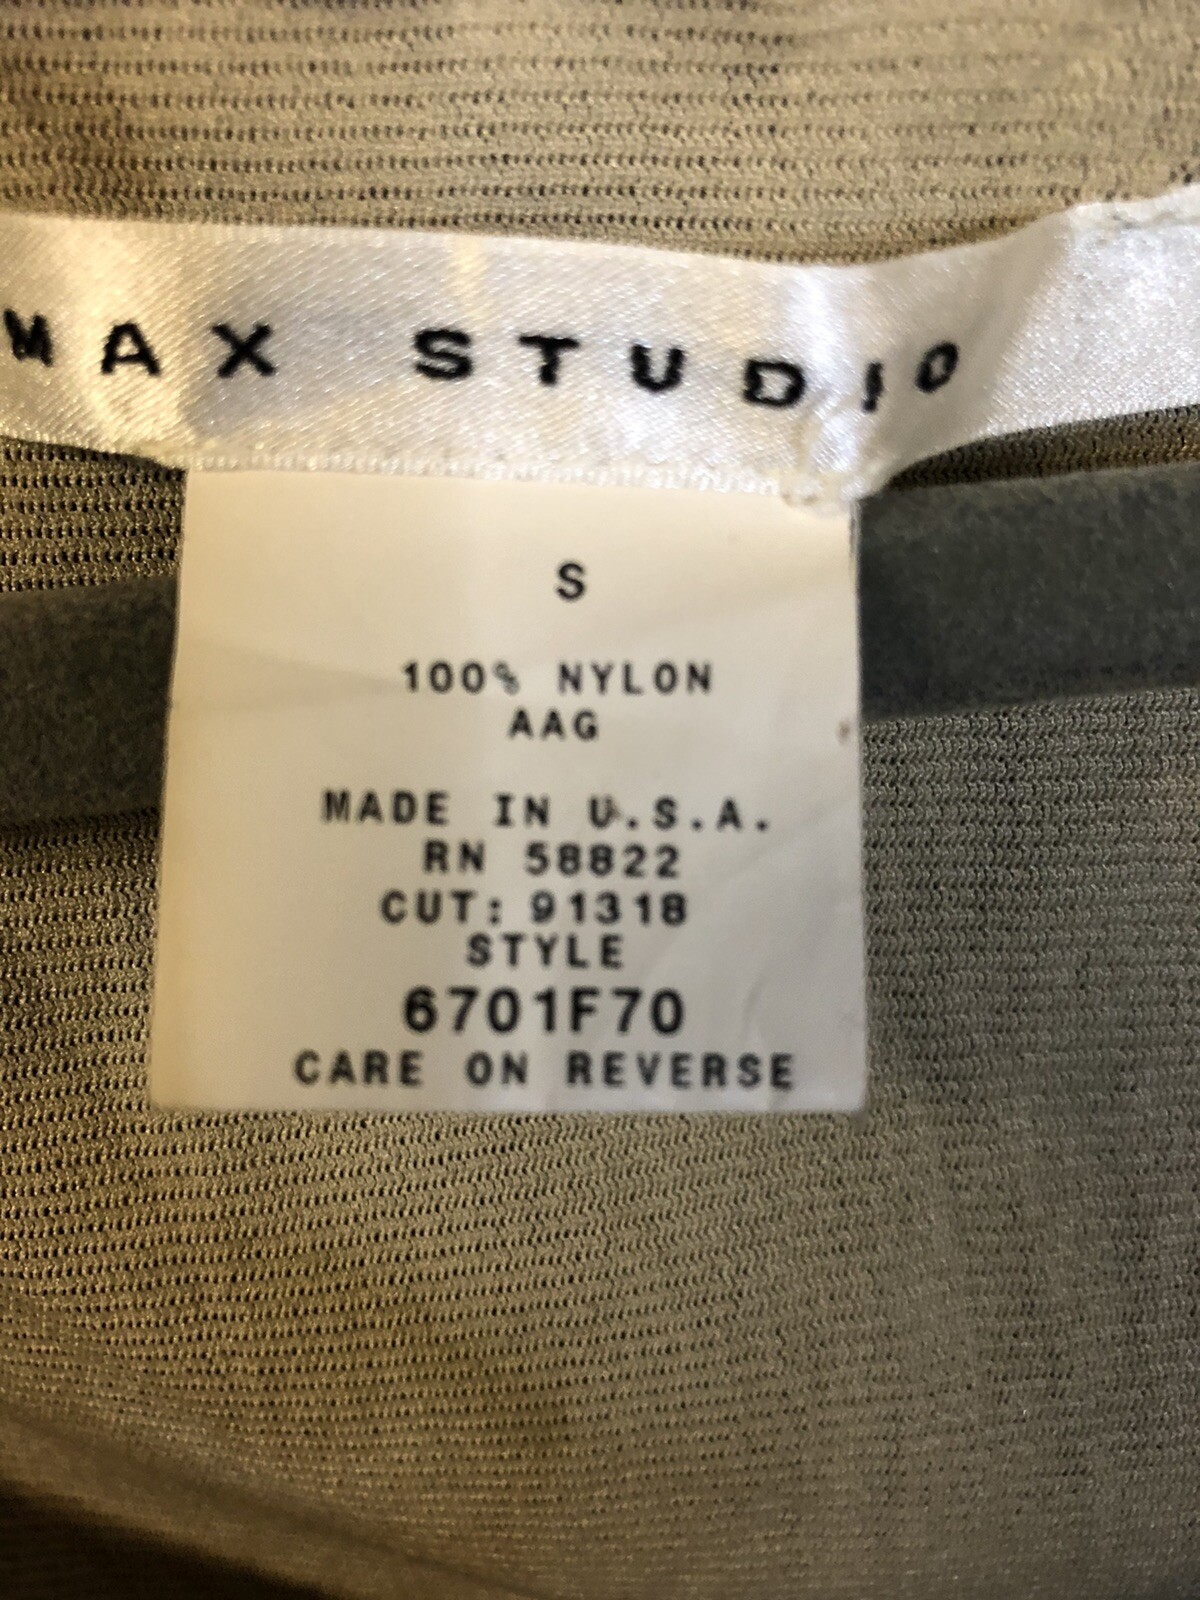 MAX STUDIO
S
100% NYLON
AAG
MADE IN U.S.A.
RN 58822
CUT: 91318
STYLE
6701F70
CARE ON REVERSE